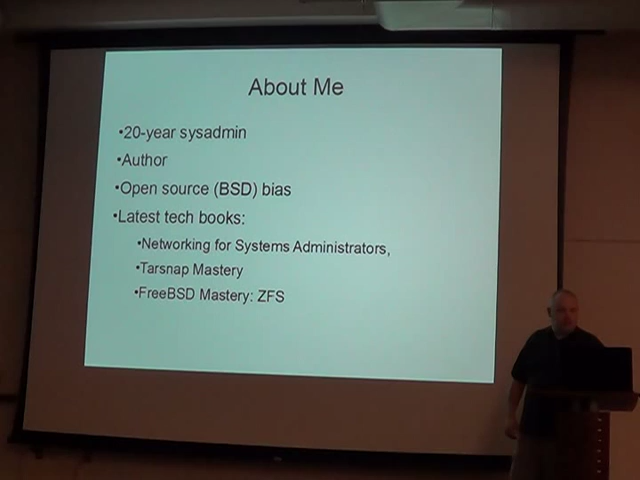 About Me
•20-year sysadmin
•Author
•Open source (BSD) bias
•Latest tech books:
•Networking for Systems Administrators,
•Tarsnap Mastery
•FreeBSD Mastery: ZFS